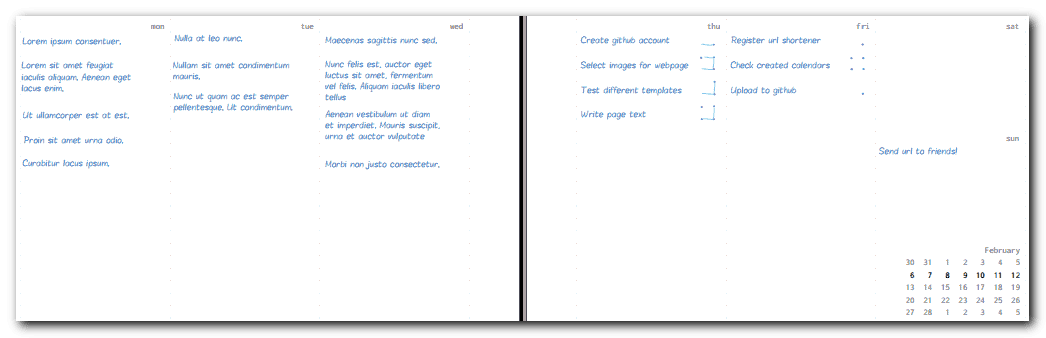 mon
Lorem ipsum consentuer,
Lorem sit amet feugiat
iaculis aliquam, Aenean eget
lacus enim,
Ut ullamcorper est at est,
Proin sit amet urna odio,
Curabitur lacus ipsum,
tue
Nulla at leo nunc,
Nullam sit amet condimentum
mauris,
Nunc ut quam ac est semper
pellentesque, Ut condimentum,
wed
Maecenas sagittis nunc sed,
Nunc felis est, auctor eget
luctus sit amet, fermentum
vel felis, Aliquam iaculis libero
tellus
Aenean vestibulum ut diam
et imperdiet, Mauris suscipit,
urna et auctor vulputate
Morbi non justo consectetur,
thu
Create github account
Select images for webpage
Test different templates
Write page text
fri
Register url shortener
Check created calendars
Upload to github
sat
sun
Send url to friends!
February
30 31 1 2 3 4 5
6 7 8 9 10 11 12
13 14 15 16 17 18 19
20 21 22 23 24 25 26
27 28 1 2 3 4 5